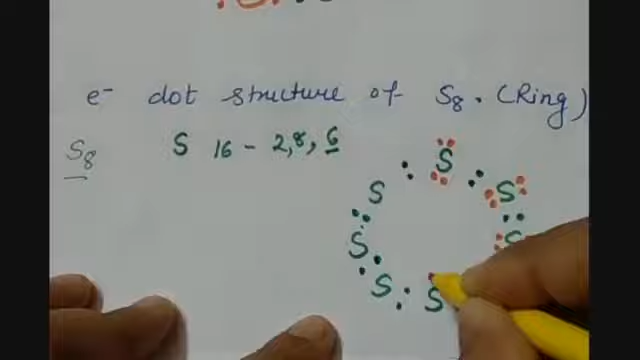 e⁻ dot structure of S₈. (Ring)
S₈ S 16 - 2,8,6
S
S S
S S
S S